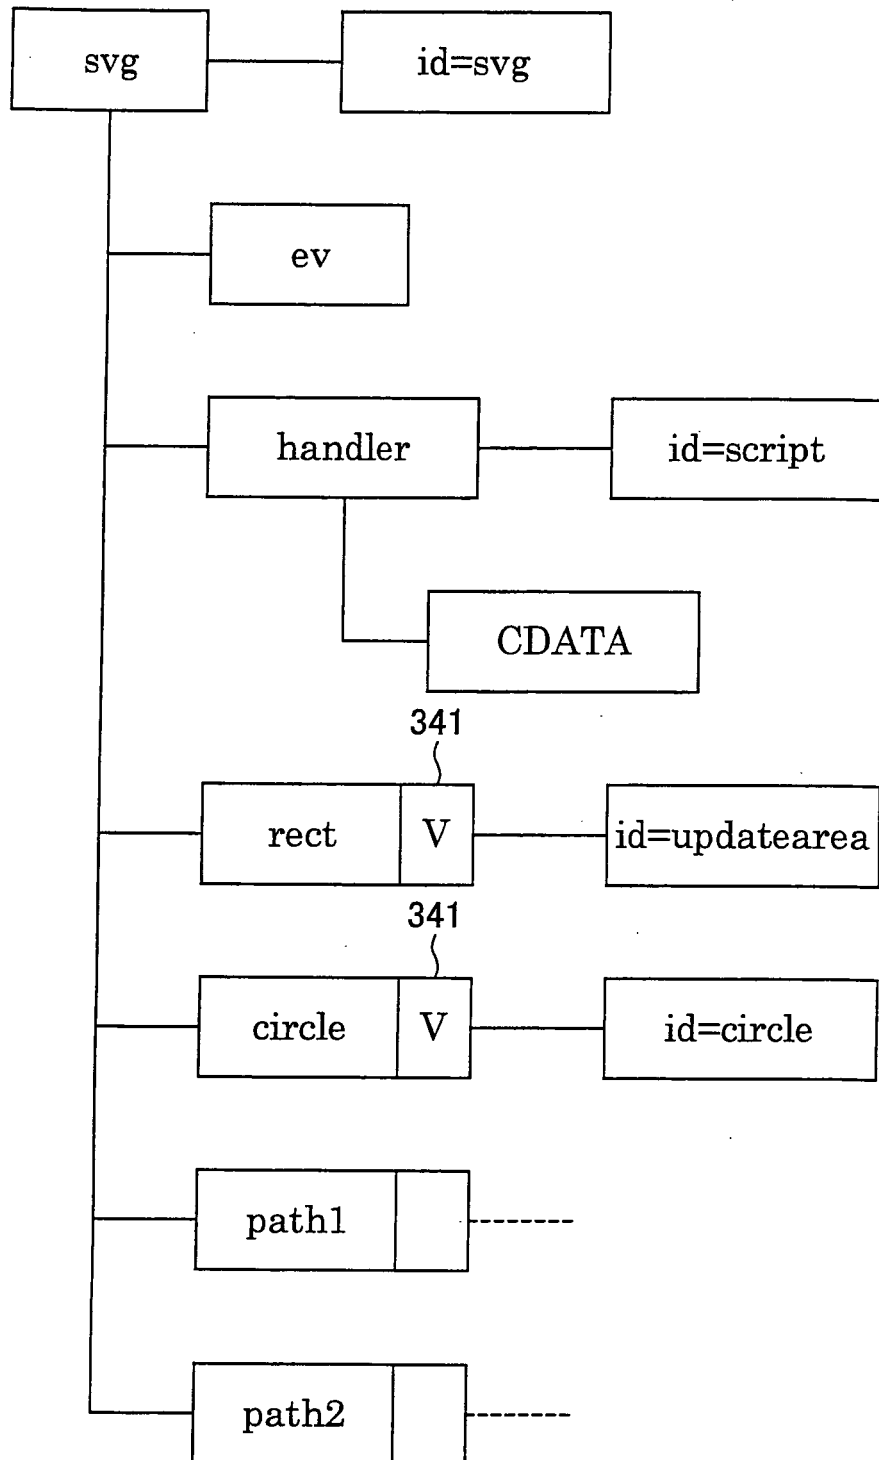 svg id=svg
ev
handler id=script
CDATA
341
rect V id=updatearea
341
circle V id=circle
path1
path2